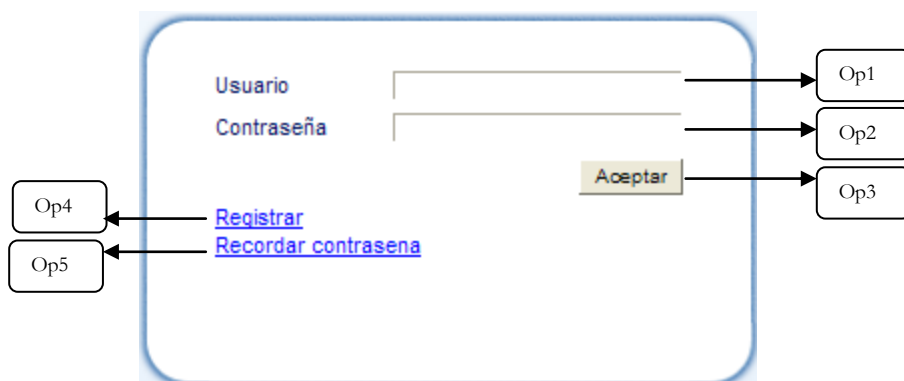 Usuario
Op1
Contraseña
Op2
Aceptar
Op3
Op4
Registrar
Op5
Recordar contrasena